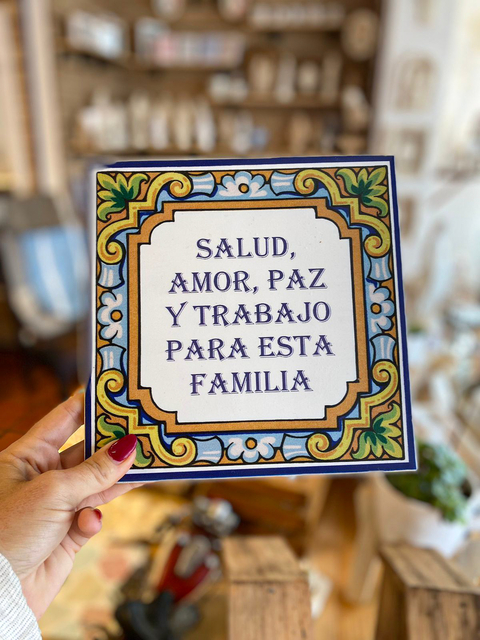 SALUD,
AMOR, PAZ
Y TRABAJO
PARA ESTA
FAMILIA